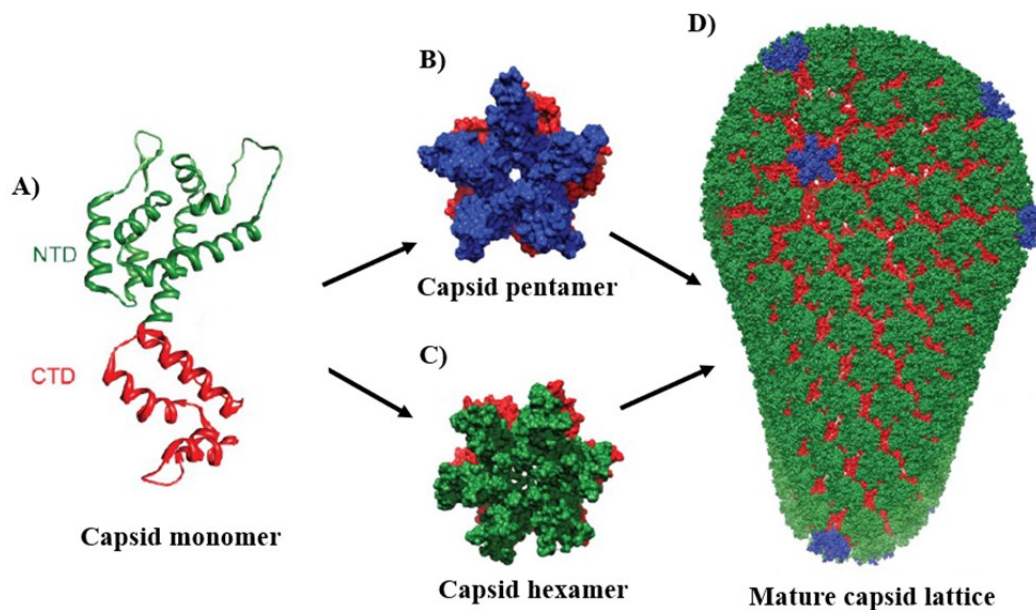 A)
NTD
CTD
Capsid monomer
B)
Capsid pentamer
C)
Capsid hexamer
D)
Mature capsid lattice